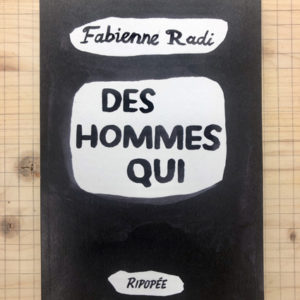 Fabienne Radi
DES
HOMMES
QUI
RIPOPÉE